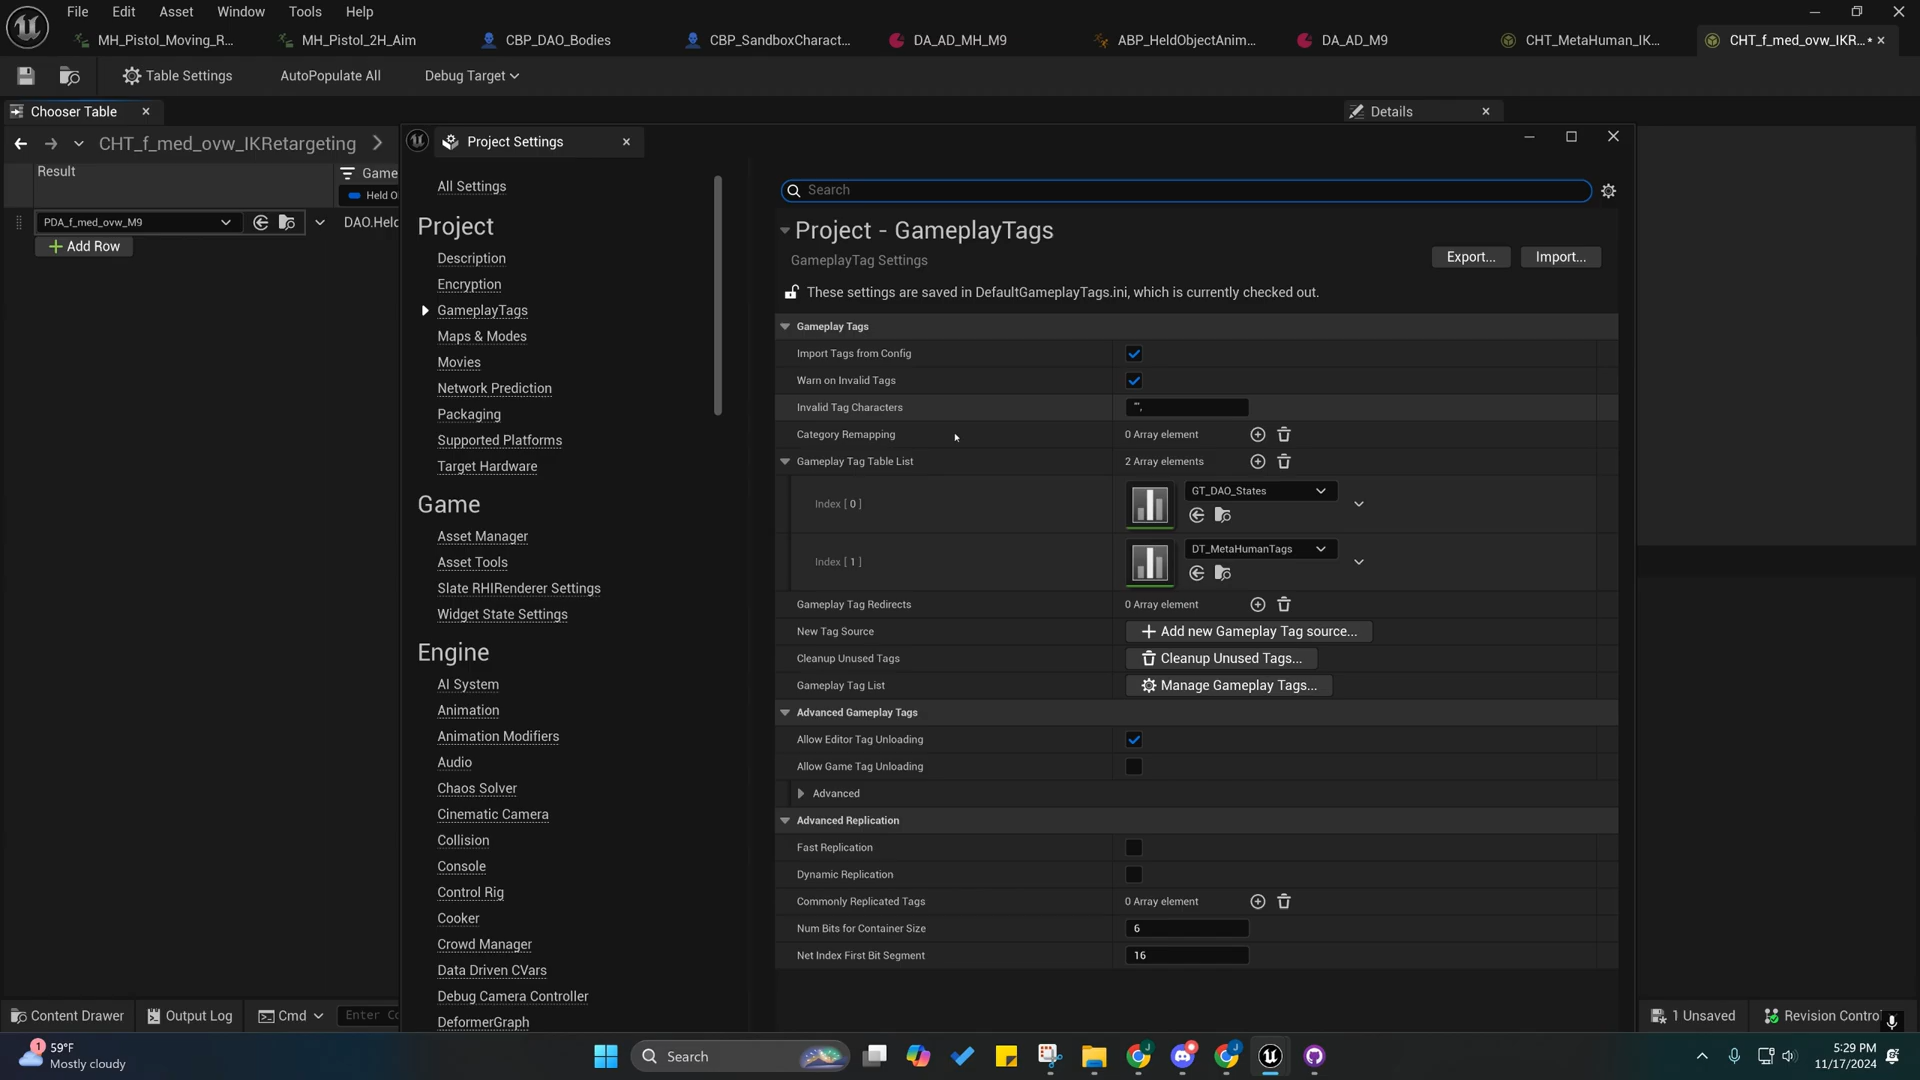 File Edit Asset Window Tools Help
MH_Pistol_Moving_R... MH_Pistol_2H_Aim CBP_DAO_Bodies CBP_SandboxCharact... DA_AD_MH_M9 ABP_HeldObjectAnim... DA_AD_M9 CHT_MetaHuman_IK... CHT_f_med_ovw_IKR...•
Table Settings AutoPopulate All Debug Target
Chooser Table Details
CHT_f_med_ovw_IKRetargeting
Result Game
Held O
PDA_f_med_ovw_M9 DAO.Held
Add Row
Project Settings
All Settings
Project
Description
Encryption
GameplayTags
Maps & Modes
Movies
Network Prediction
Packaging
Supported Platforms
Target Hardware
Game
Asset Manager
Asset Tools
Slate RHIRenderer Settings
Widget State Settings
Engine
AI System
Animation
Animation Modifiers
Audio
Chaos Solver
Cinematic Camera
Collision
Console
Control Rig
Cooker
Crowd Manager
Data Driven CVars
Debug Camera Controller
DeformerGraph
Search
Project - GameplayTags
GameplayTag Settings
Export... Import...
These settings are saved in DefaultGameplayTags.ini, which is currently checked out.
Gameplay Tags
Import Tags from Config
Warn on Invalid Tags
Invalid Tag Characters "',
Category Remapping 0 Array element
Gameplay Tag Table List 2 Array elements
Index [ 0 ] GT_DAO_States
Index [ 1 ] DT_MetaHumanTags
Gameplay Tag Redirects 0 Array element
New Tag Source Add new Gameplay Tag source...
Cleanup Unused Tags Cleanup Unused Tags...
Gameplay Tag List Manage Gameplay Tags...
Advanced Gameplay Tags
Allow Editor Tag Unloading
Allow Game Tag Unloading
Advanced
Advanced Replication
Fast Replication
Dynamic Replication
Commonly Replicated Tags 0 Array element
Num Bits for Container Size 6
Net Index First Bit Segment 16
Content Drawer Output Log Cmd Enter Co 1 Unsaved Revision Contro
1 59°F
Mostly cloudy
Search
5:29 PM
11/17/2024